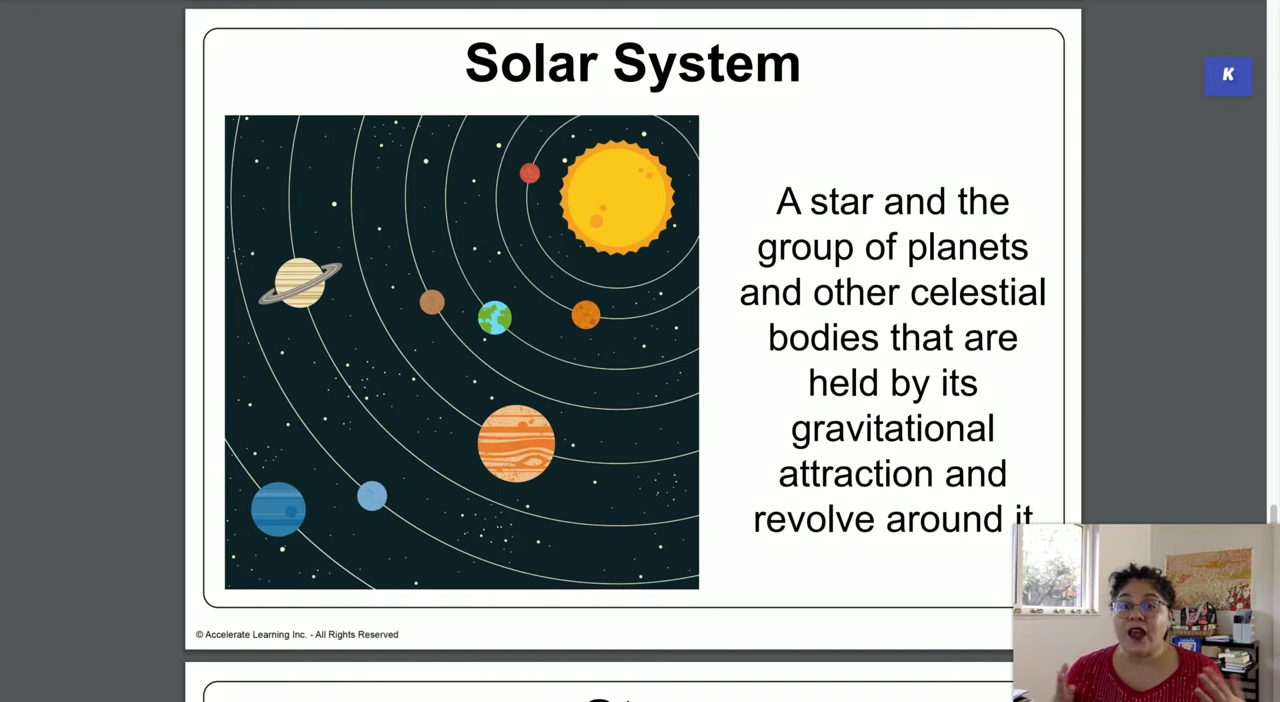 Solar System
K
A star and the
group of planets
and other celestial
bodies that are
held by its
gravitational
attraction and
revolve around it
© Accelerate Learning Inc. - All Rights Reserved